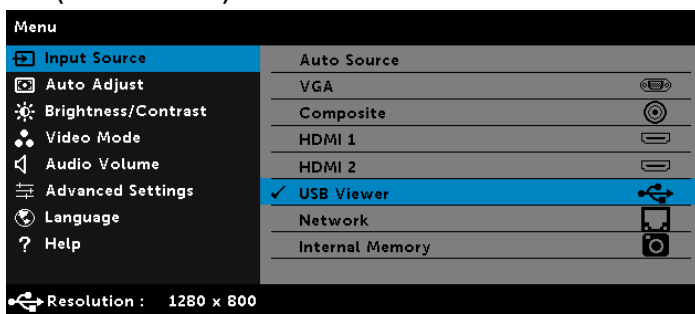 Menu
Input Source
Auto Adjust
Brightness/Contrast
Video Mode
Audio Volume
Advanced Settings
Language
? Help
Auto Source
VGA
Composite
HDMI 1
HDMI 2
✓ USB Viewer
Network
Internal Memory
Resolution : 1280 x 800